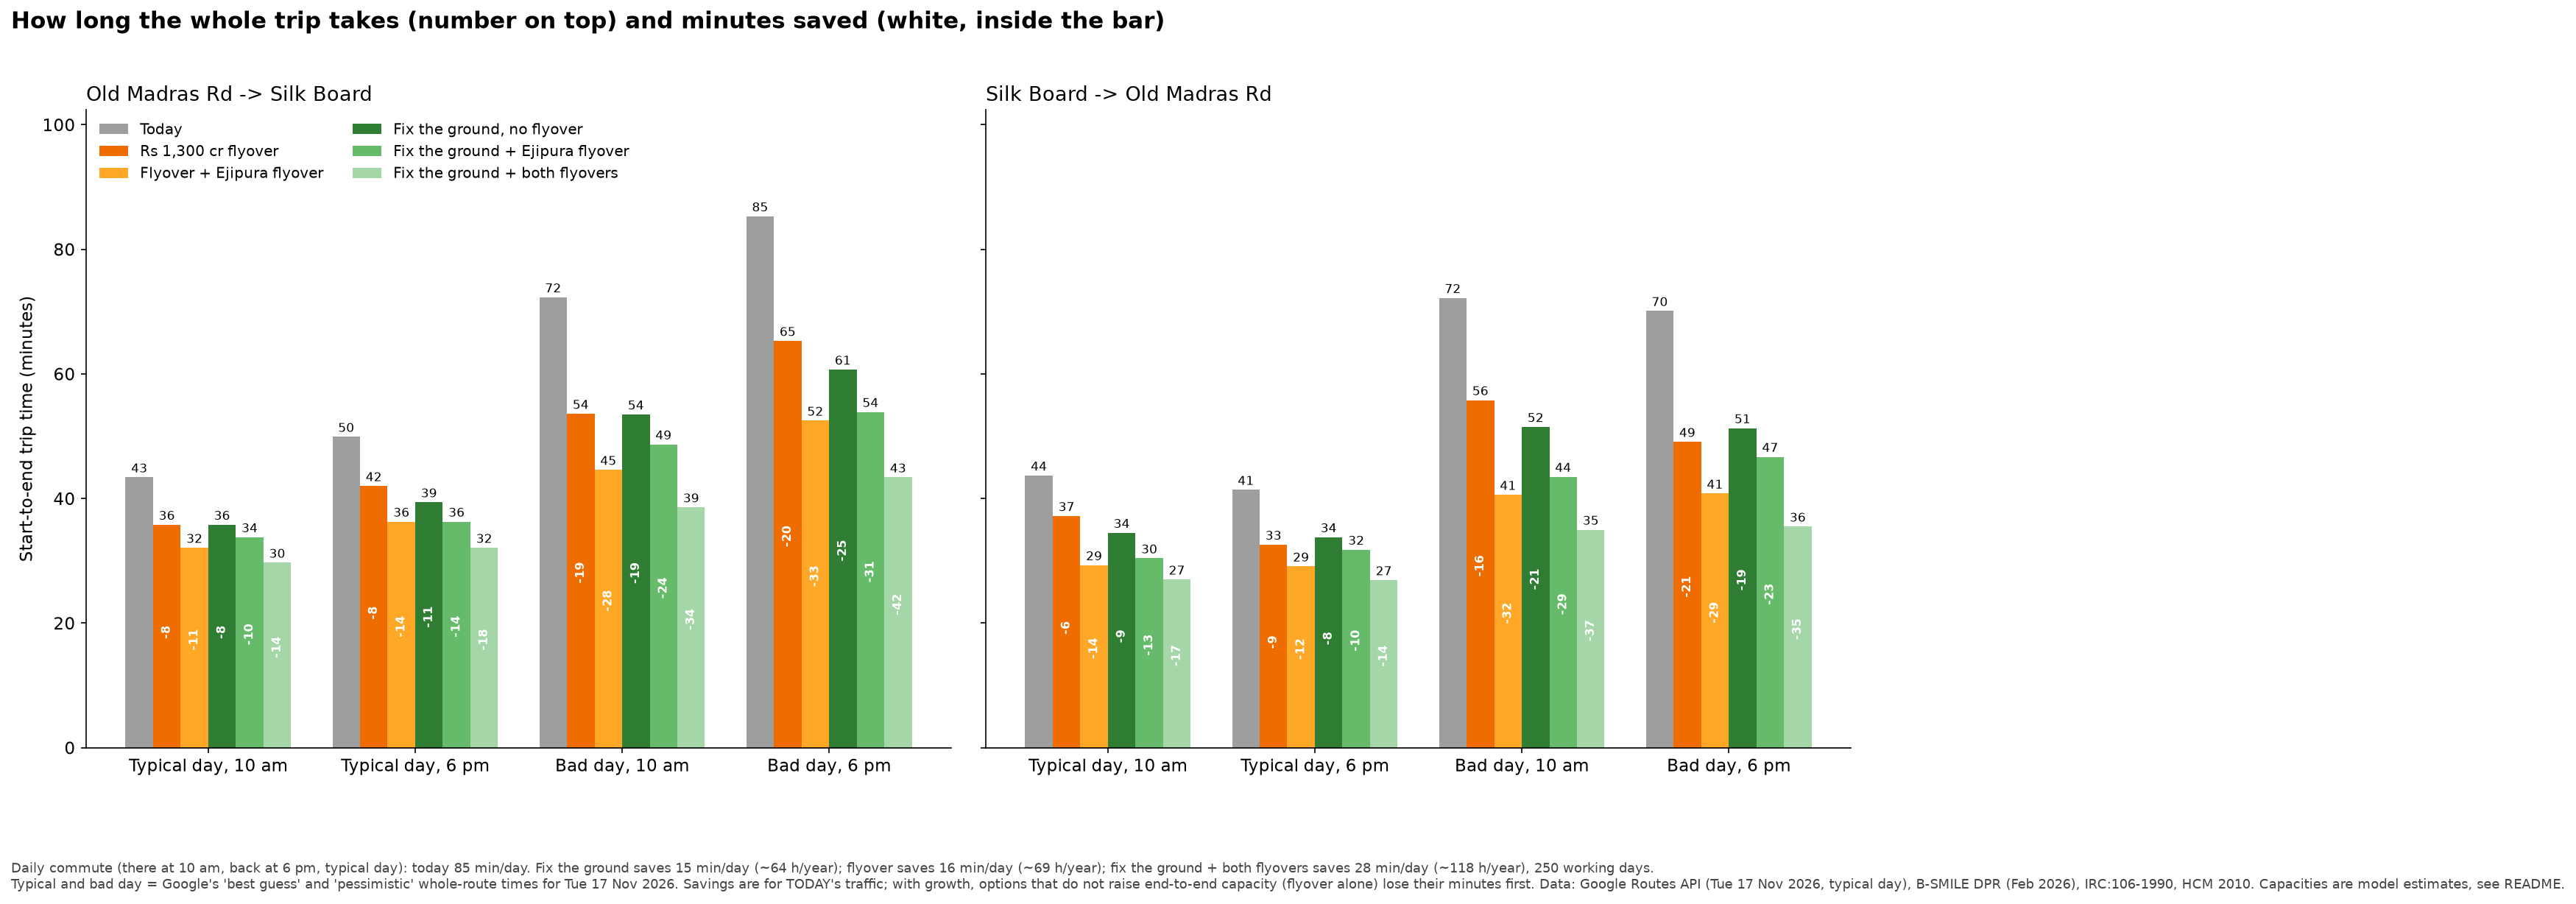 How long the whole trip takes (number on top) and minutes saved (white, inside the bar)
Old Madras Rd -> Silk Board
Today
Rs 1,300 cr flyover
Flyover + Ejipura flyover
Fix the ground, no flyover
Fix the ground + Ejipura flyover
Fix the ground + both flyovers
Start-to-end trip time (minutes)
100
80
60
40
20
0
43 36 32 36 34 30
-8 -11 -8 -10 -14
50 42 36 39 36 32
-8 -14 -11 -14 -18
72 54 45 54 49 39
-19 -28 -19 -24 -34
85 65 52 61 54 43
-20 -33 -25 -31 -42
Typical day, 10 am
Typical day, 6 pm
Bad day, 10 am
Bad day, 6 pm
Silk Board -> Old Madras Rd
44 37 29 34 30 27
-6 -14 -9 -13 -17
41 33 29 34 32 27
-9 -12 -8 -10 -14
72 56 41 52 44 35
-16 -32 -21 -29 -37
70 49 41 51 47 36
-21 -29 -19 -23 -35
Typical day, 10 am
Typical day, 6 pm
Bad day, 10 am
Bad day, 6 pm
Daily commute (there at 10 am, back at 6 pm, typical day): today 85 min/day. Fix the ground saves 15 min/day (~64 h/year); flyover saves 16 min/day (~69 h/year); fix the ground + both flyovers saves 28 min/day (~118 h/year), 250 working days.
Typical and bad day = Google's 'best guess' and 'pessimistic' whole-route times for Tue 17 Nov 2026. Savings are for TODAY's traffic; with growth, options that do not raise end-to-end capacity (flyover alone) lose their minutes first. Data: Google Routes API (Tue 17 Nov 2026, typical day), B-SMILE DPR (Feb 2026), IRC:106-1990, HCM 2010. Capacities are model estimates, see README.